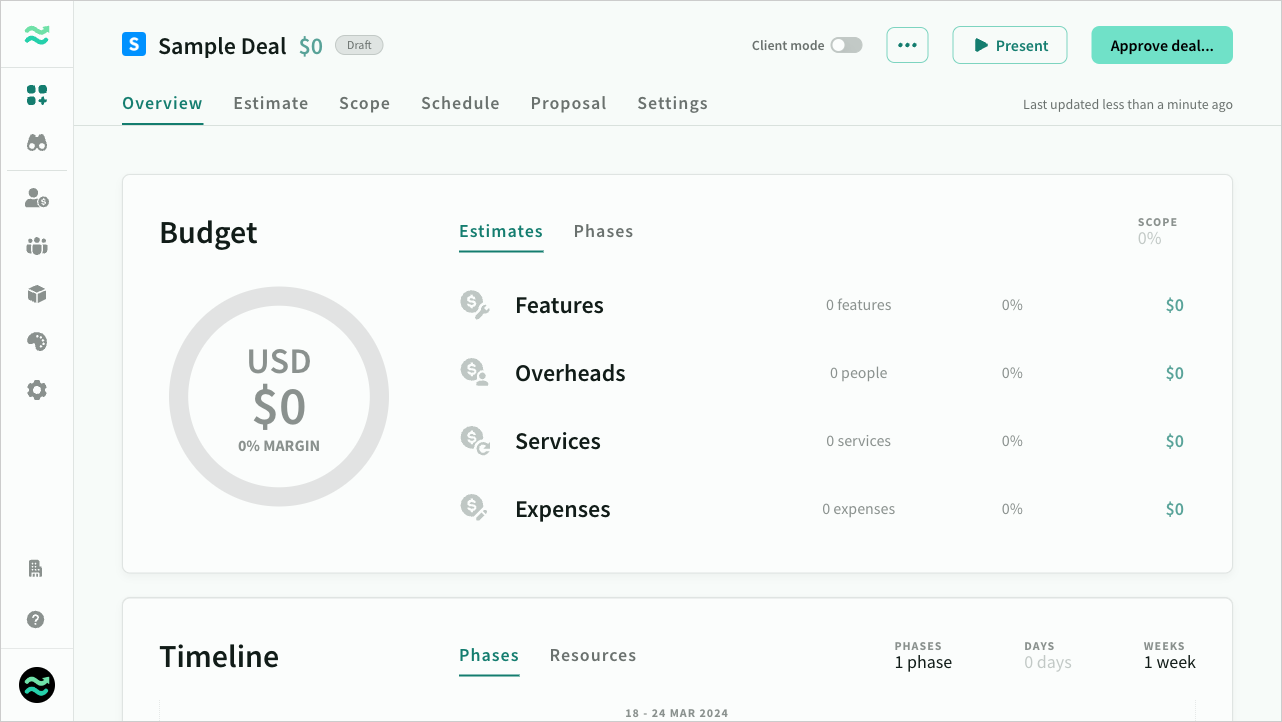 S Sample Deal $0 Draft
Client mode
Present
Approve deal...
Overview Estimate Scope Schedule Proposal Settings
Last updated less than a minute ago
Budget
Estimates Phases
SCOPE
0%
USD
$0
0% MARGIN
Features 0 features 0% $0
Overheads 0 people 0% $0
Services 0 services 0% $0
Expenses 0 expenses 0% $0
Timeline
Phases Resources
PHASES
1 phase
DAYS
0 days
WEEKS
1 week
18 - 24 MAR 2024